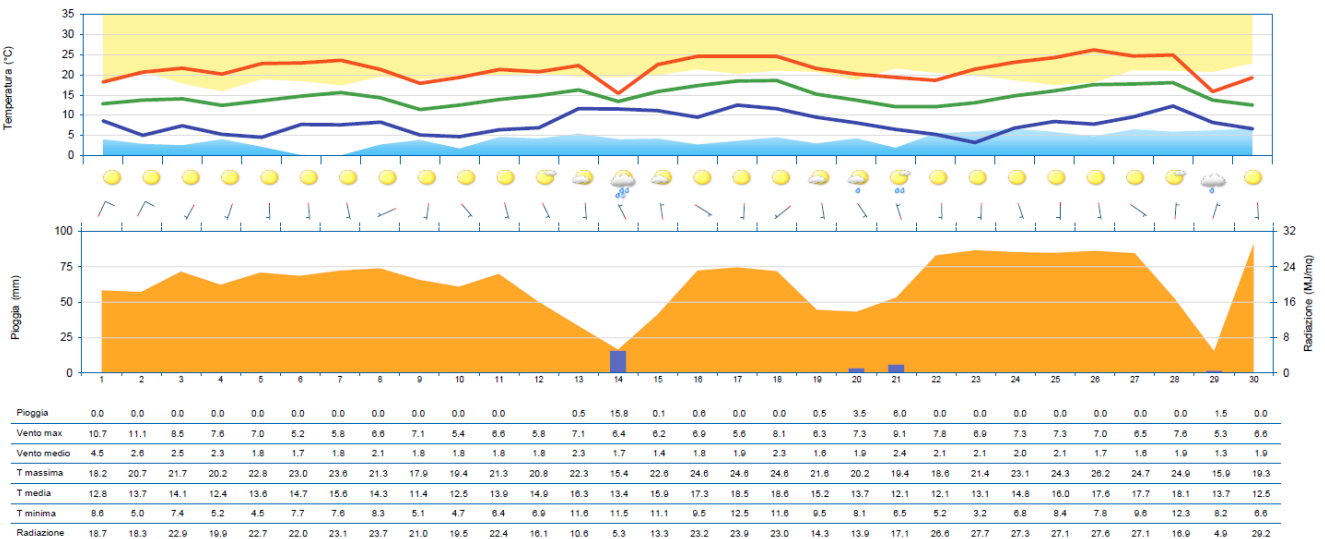 Temperatura (°C)
35
30
25
20
15
10
5
0
Pioggia (mm)
100
75
50
25
0
Radiazione (MJ/mq)
32
24
16
8
0
1 2 3 4 5 6 7 8 9 10 11 12 13 14 15 16 17 18 19 20 21 22 23 24 25 26 27 28 29 30
Pioggia 0.0 0.0 0.0 0.0 0.0 0.0 0.0 0.0 0.0 0.0 0.0 0.5 15.8 0.1 0.6 0.0 0.0 0.5 3.5 6.0 0.0 0.0 0.0 0.0 0.0 0.0 0.0 1.5 0.0
Vento max 10.7 11.1 8.5 7.6 7.0 5.2 5.8 6.6 7.1 5.4 6.6 5.8 7.1 6.4 6.2 6.9 5.6 8.1 6.3 7.3 9.1 7.8 6.9 7.3 7.3 7.0 6.5 7.6 5.3 6.6
Vento medio 4.5 2.6 2.5 2.3 1.8 1.7 1.8 2.1 1.8 1.8 1.8 1.8 2.3 1.7 1.4 1.8 1.9 2.3 1.6 1.9 2.4 2.1 2.1 2.0 2.1 1.7 1.6 1.9 1.3 1.9
T massima 18.2 20.7 21.7 20.2 22.8 23.0 23.6 21.3 17.9 19.4 21.3 20.8 22.3 15.4 22.6 24.6 24.6 24.6 21.6 20.2 19.4 18.6 21.4 23.1 24.3 26.2 24.7 24.9 15.9 19.3
T media 12.8 13.7 14.1 12.4 13.6 14.7 15.6 14.3 11.4 12.5 13.9 14.9 16.3 13.4 15.9 17.3 18.5 18.6 15.2 13.7 12.1 12.1 13.1 14.8 16.0 17.6 17.7 18.1 13.7 12.5
T minima 8.6 5.0 7.4 5.2 4.5 7.7 7.6 8.3 5.1 4.7 6.4 6.9 11.6 11.5 11.1 9.5 12.5 11.6 9.5 8.1 6.5 5.2 3.2 6.8 8.4 7.8 9.6 12.3 8.2 6.6
Radiazione 18.7 18.3 22.9 19.9 22.7 22.0 23.1 23.7 21.0 19.5 22.4 16.1 10.6 5.3 13.3 23.2 23.9 23.0 14.3 13.9 17.1 26.6 27.7 27.3 27.1 27.6 27.1 16.9 4.9 29.2